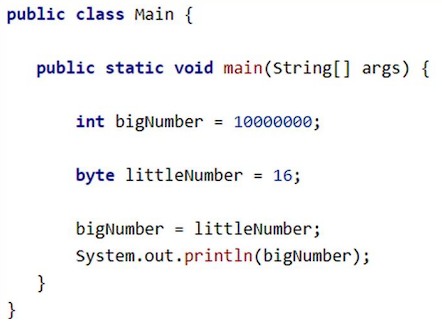 public class Main {
public static void main(String[] args) {
int bigNumber = 10000000;
byte littleNumber = 16;
bigNumber = littleNumber;
System.out.println(bigNumber);
}
}